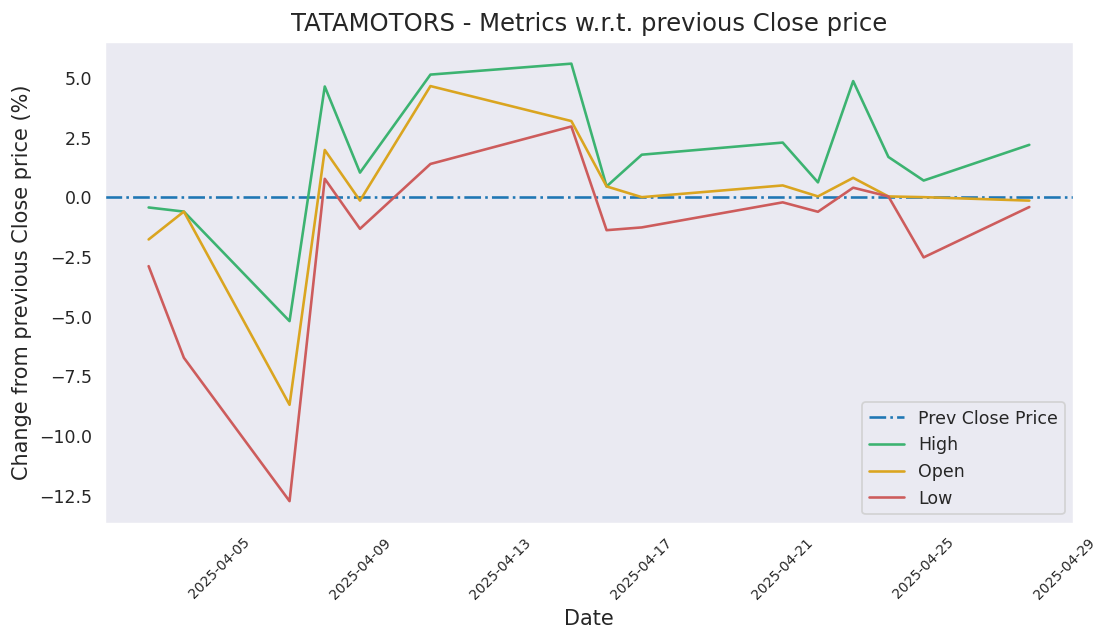 TATAMOTORS - Metrics w.r.t. previous Close price
Change from previous Close price (%)
5.0
2.5
0.0
−2.5
−5.0
−7.5
−10.0
−12.5
Prev Close Price
High
Open
Low
2025-04-05
2025-04-09
2025-04-13
2025-04-17
2025-04-21
2025-04-25
2025-04-29
Date